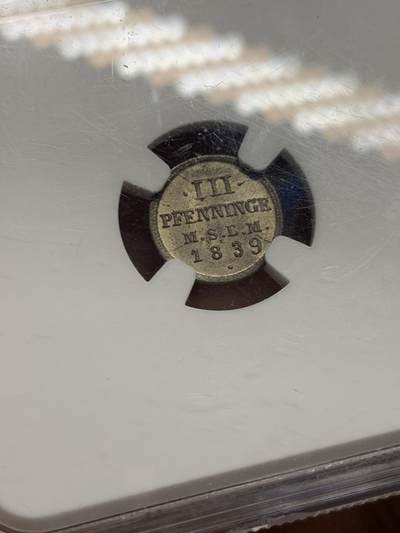 · III ·
PFENNINGE
M.S.E.M.
1839
.